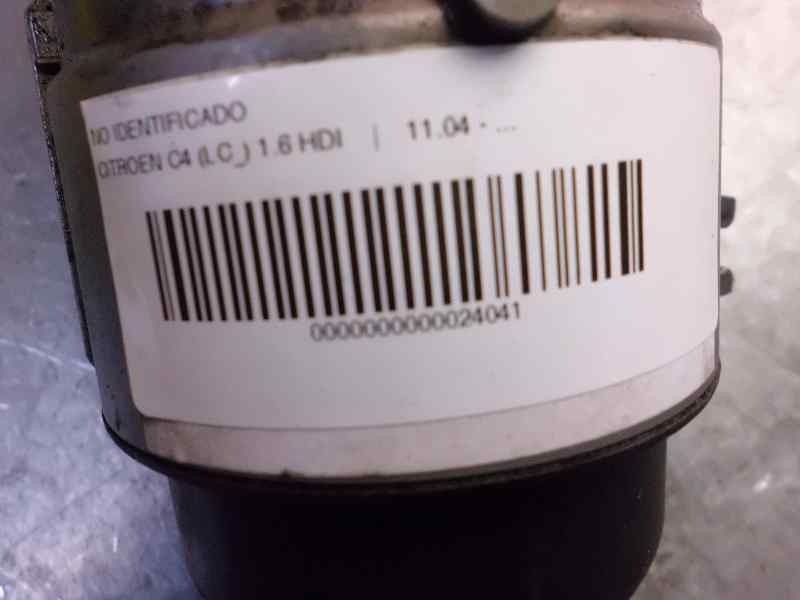 NO IDENTIFICADO
CITROEN C4 (LC_) 1.6 HDI | 11.04 - ...
0000000000024041